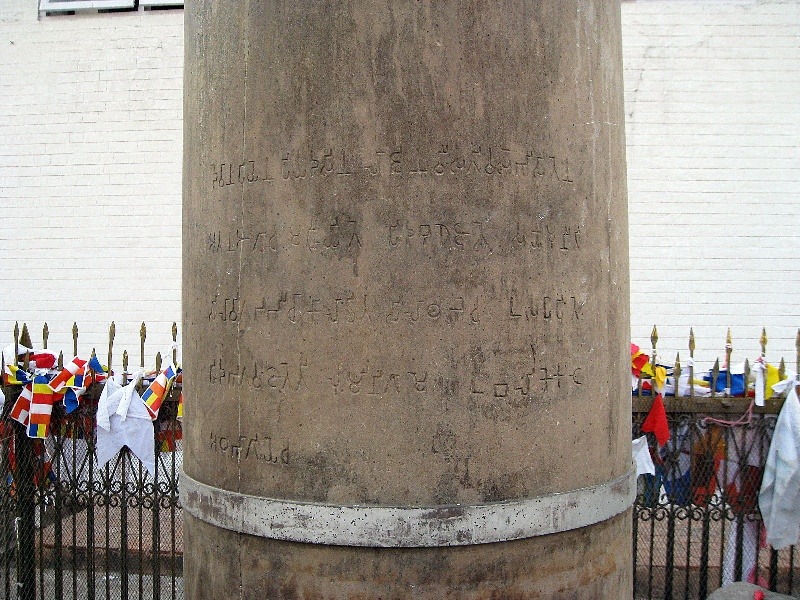 𑀤𑁂𑀯𑀸𑀦𑀧𑀺𑀬𑁂𑀦 𑀧𑀺𑀬𑀤𑀲𑀺𑀦 𑀮𑀸𑀚𑀺𑀦 𑀯𑀻𑀲𑀢𑀺𑀯𑀲𑀸𑀪𑀺𑀲𑀺𑀢𑁂𑀦
𑀅𑀢𑀦 𑀆𑀕𑀸𑀘 𑀫𑀳𑀻𑀬𑀺𑀢𑁂 𑀳𑀺𑀤 𑀩𑀼𑀥𑁂 𑀚𑀸𑀢𑁂 𑀲𑀓𑁆𑀬𑀫𑀼𑀦𑀻𑀢𑀺
𑀲𑀺𑀮𑀸 𑀯𑀺𑀕𑀟𑀪𑀻 𑀘𑀸 𑀓𑀸𑀮𑀸𑀧𑀺𑀢 𑀲𑀺𑀮𑀸𑀣𑀪𑁂 𑀘 𑀉𑀲𑀧𑀸𑀧𑀺𑀢𑁂
𑀳𑀺𑀤 𑀪𑀕𑀯𑀁 𑀚𑀸𑀢𑁂𑀢𑀺 𑀮𑀼𑀁𑀫𑀺𑀦𑀺 𑀕𑀸𑀫𑁂 𑀉𑀩𑀮𑀺𑀓𑁂 𑀓𑀝𑁂
𑀅𑀞𑀪𑀸𑀕𑀺𑀬𑁂 𑀘